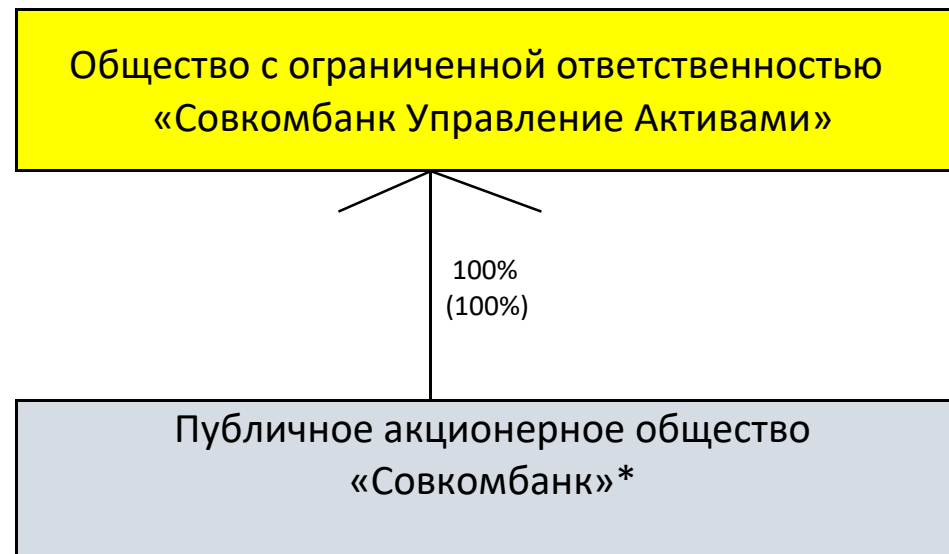 Общество с ограниченной ответственностью
«Совкомбанк Управление Активами»
100%
(100%)
Публичное акционерное общество
«Совкомбанк»*